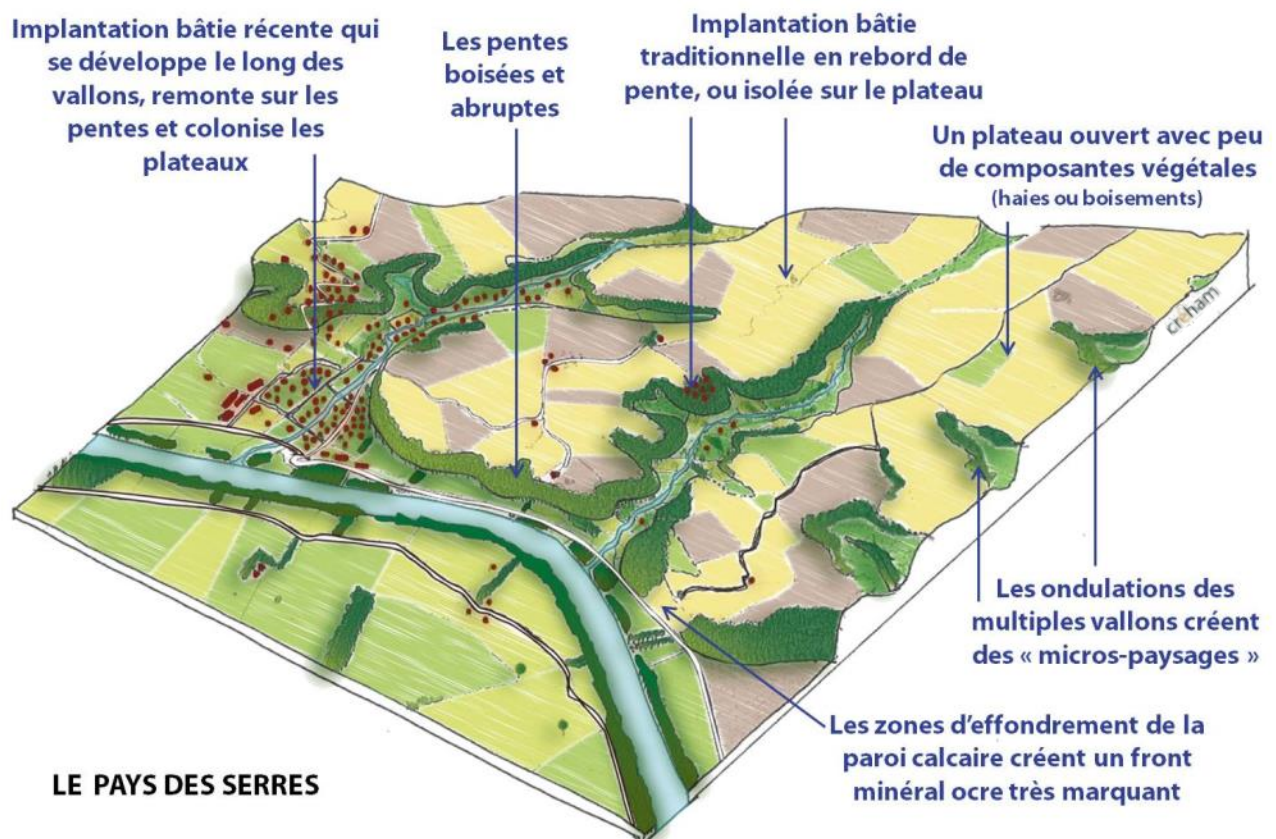 Implantation bâtie récente qui
se développe le long des
vallons, remonte sur les
pentes et colonise les
plateaux
Les pentes
boisées et
abruptes
Implantation bâtie
traditionnelle en rebord de
pente, ou isolée sur le plateau
Un plateau ouvert avec peu
de composantes végétales
(haies ou boisements)
creham
Les ondulations des
multiples vallons créent
des « micros-paysages »
Les zones d'effondrement de la
paroi calcaire créent un front
minéral ocre très marquant
LE PAYS DES SERRES